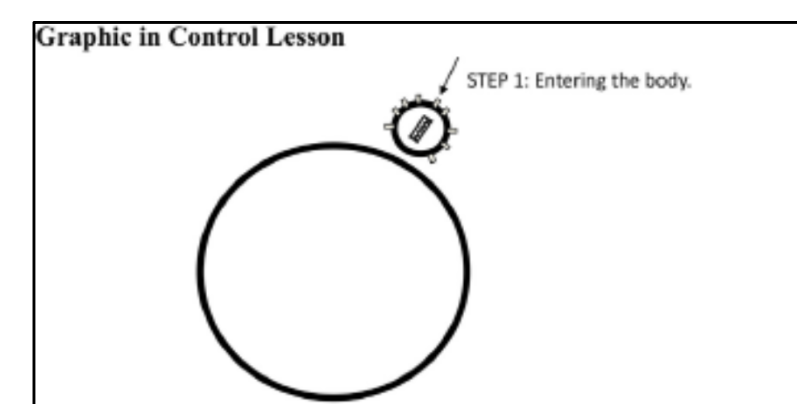 Graphic in Control Lesson
STEP 1: Entering the body.